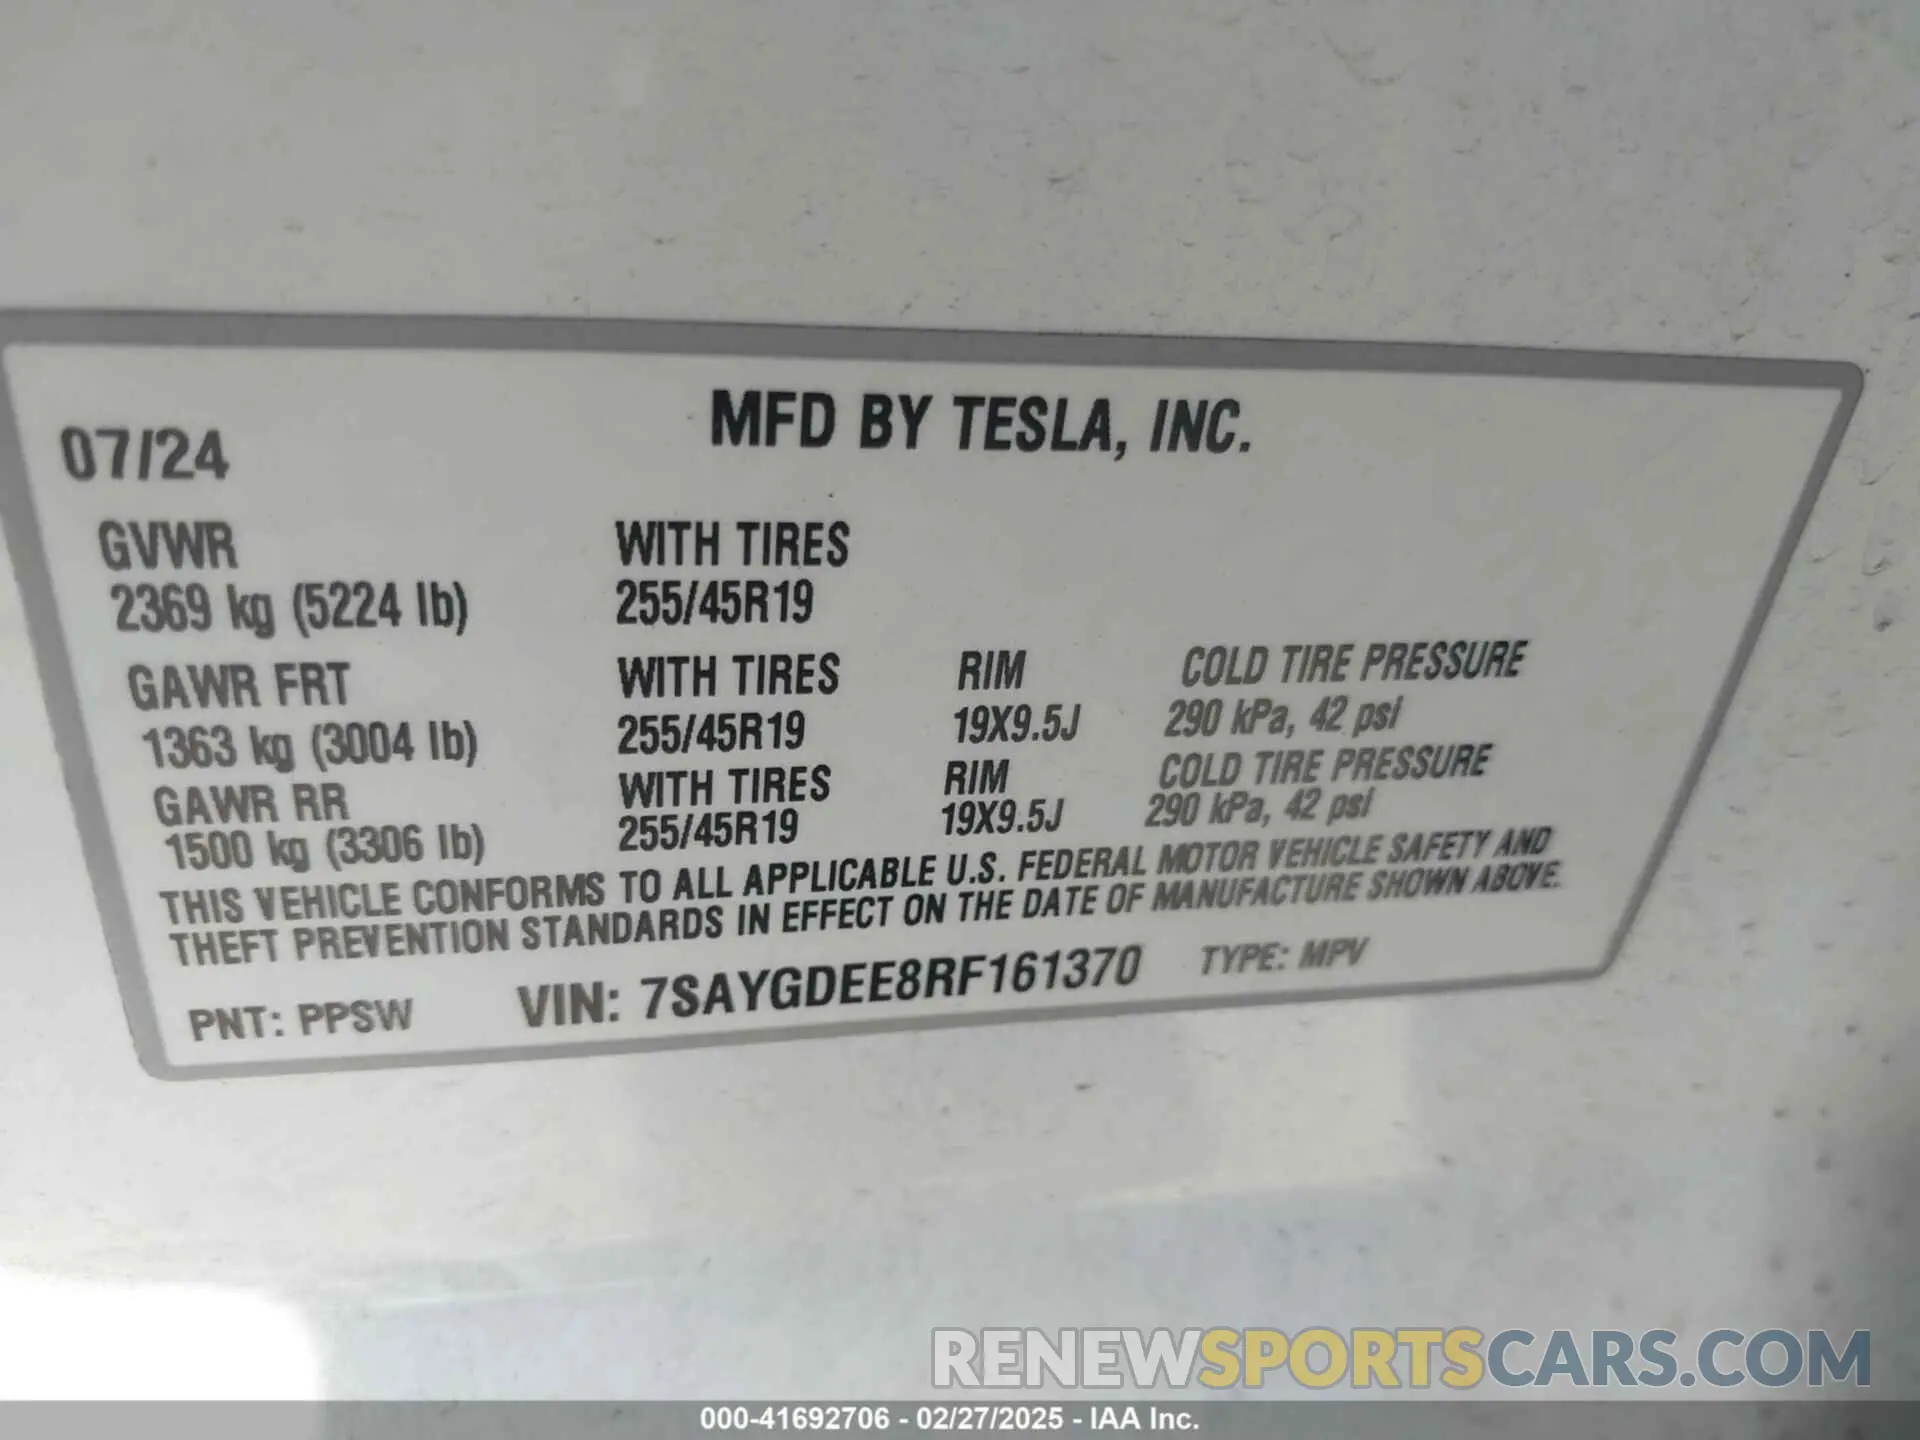 MFD BY TESLA, INC.
07/24
GVWR WITH TIRES
2369 kg (5224 lb) 255/45R19
GAWR FRT WITH TIRES RIM COLD TIRE PRESSURE
1363 kg (3004 lb) 255/45R19 19X9.5J 290 kPa, 42 psi
GAWR RR WITH TIRES RIM COLD TIRE PRESSURE
1500 kg (3306 lb) 255/45R19 19X9.5J 290 kPa, 42 psi
THIS VEHICLE CONFORMS TO ALL APPLICABLE U.S. FEDERAL MOTOR VEHICLE SAFETY AND
THEFT PREVENTION STANDARDS IN EFFECT ON THE DATE OF MANUFACTURE SHOWN ABOVE.
PNT: PPSW VIN: 7SAYGDEE8RF161370 TYPE: MPV
RENEWSPORTSCARS.COM
000-41692706 - 02/27/2025 - IAA Inc.